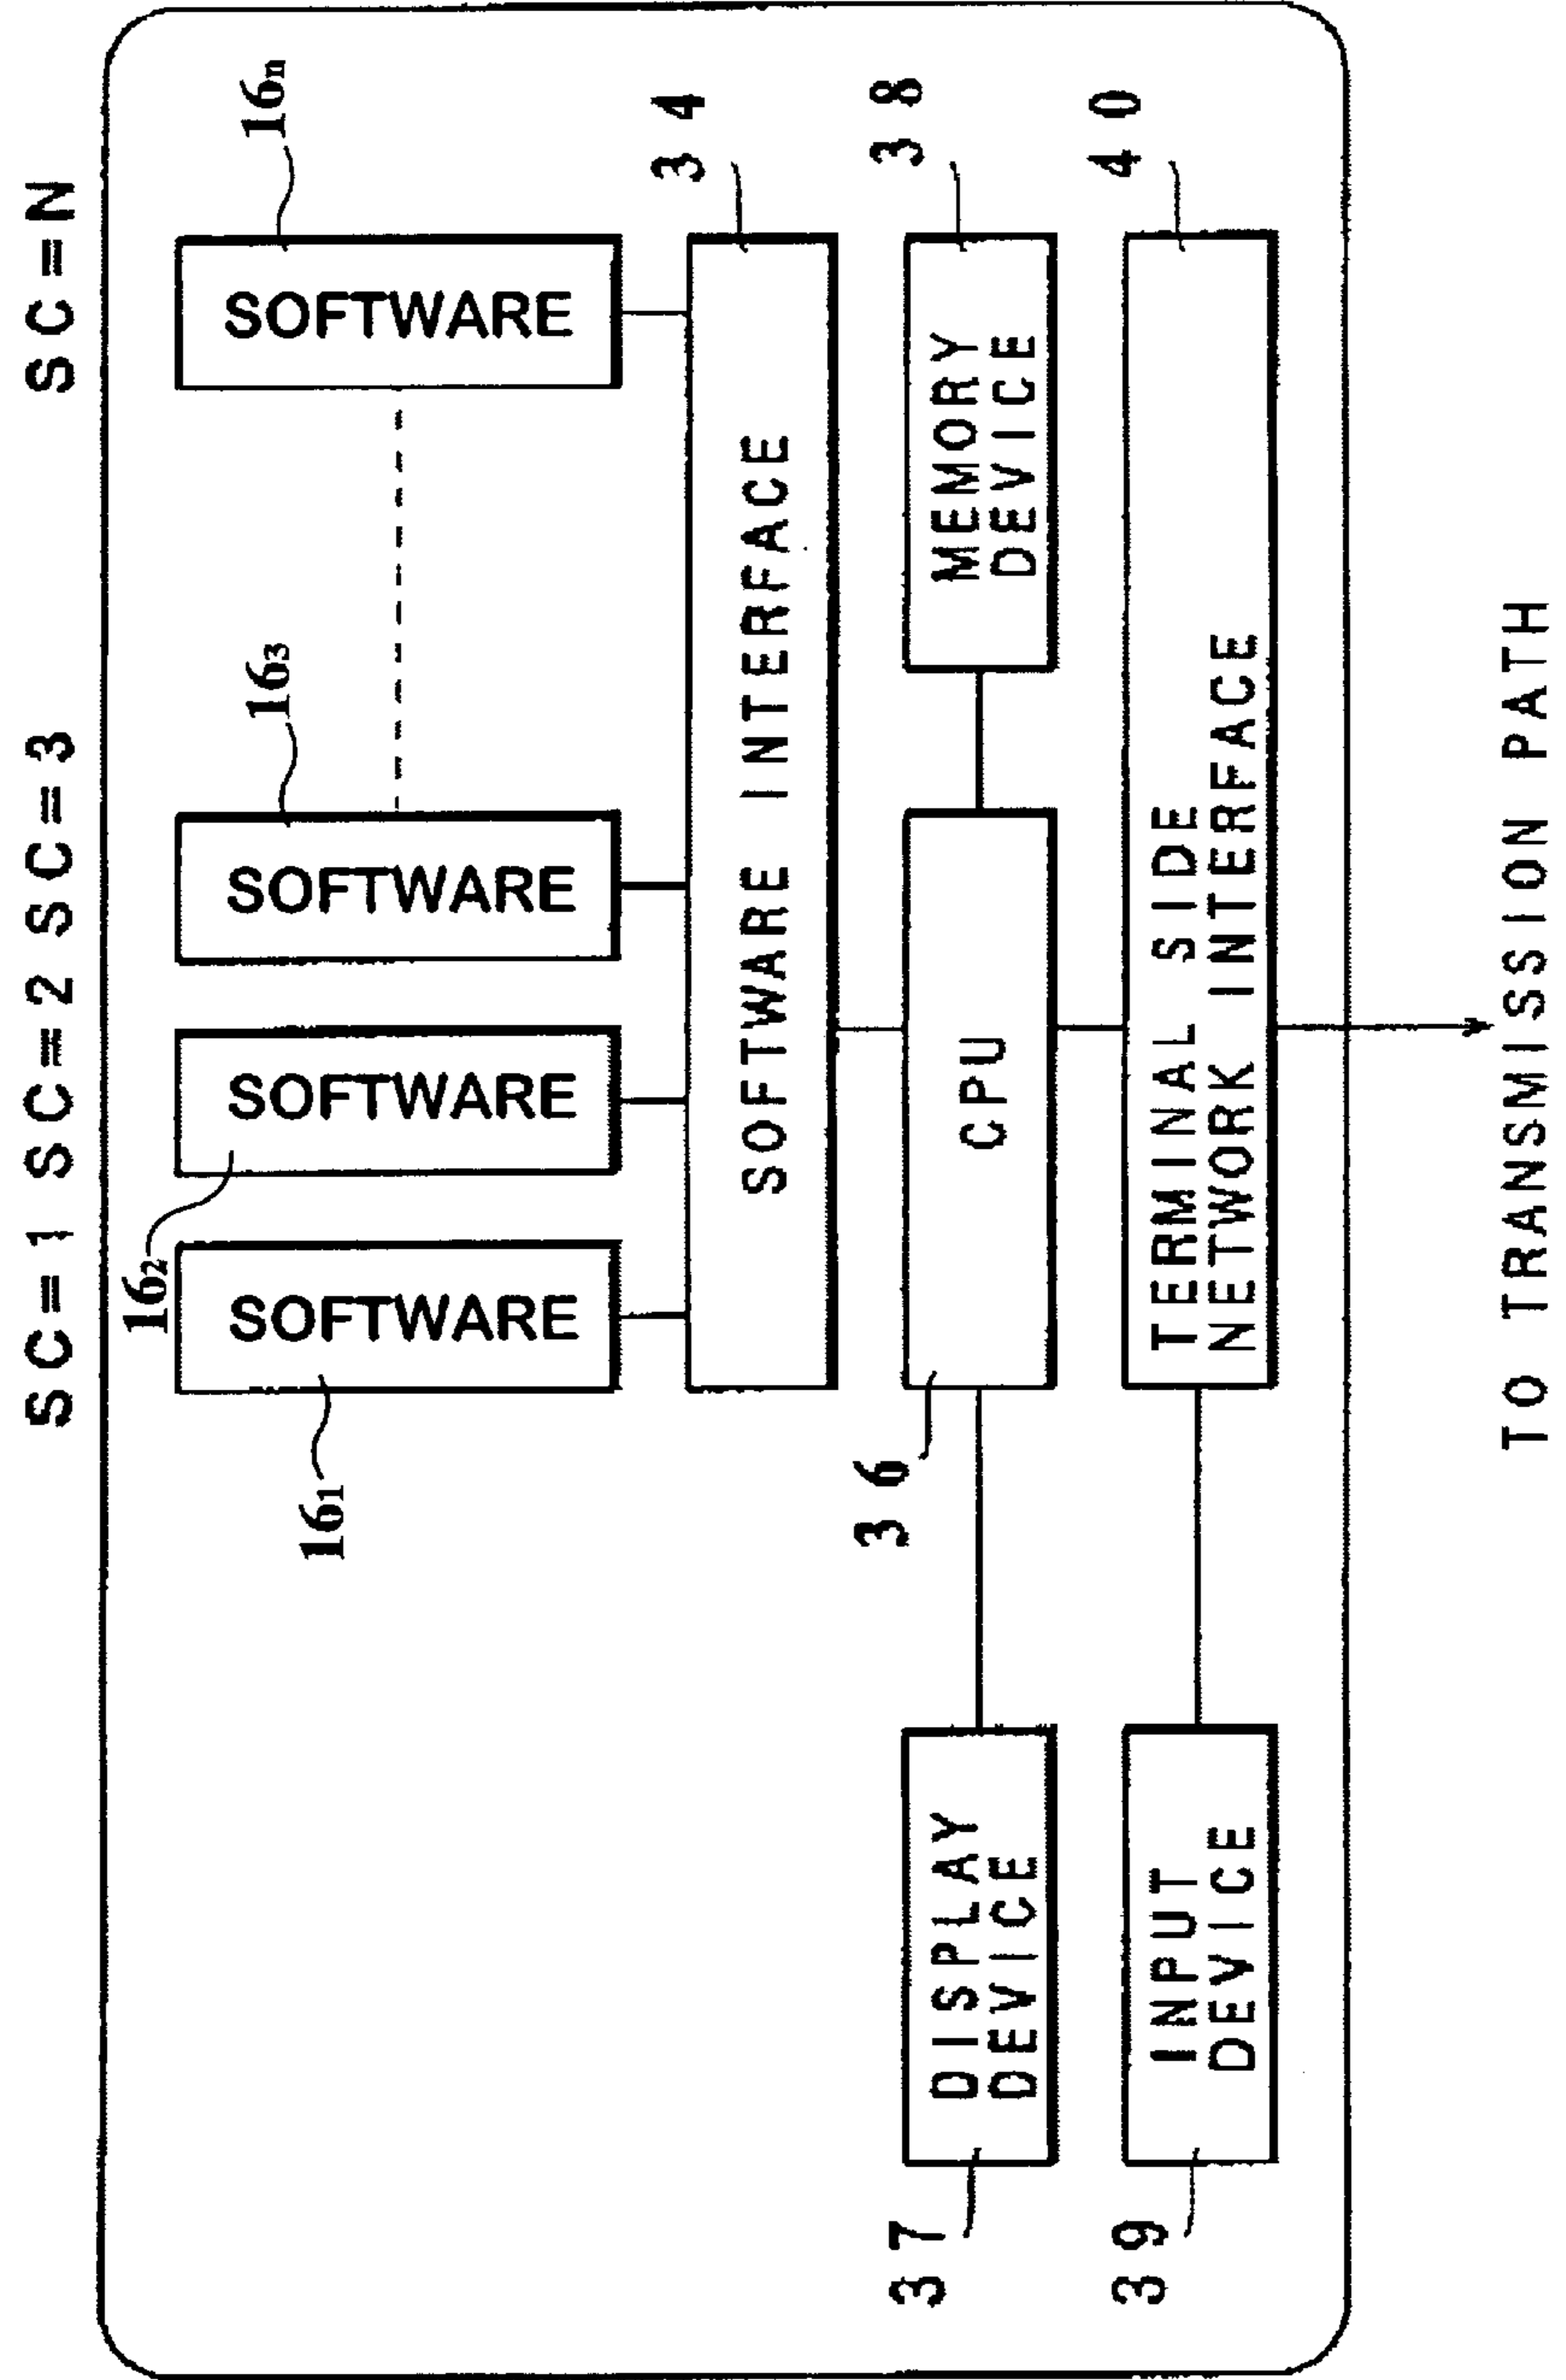 SC=1 SC=2 SC=3 SC=N
16₁
16₂
16₃
16ₙ
SOFTWARE
SOFTWARE
SOFTWARE
SOFTWARE
SOFTWARE INTERFACE
34
36
CPU
MEMORY
DEVICE
38
37
DISPLAY
DEVICE
39
INPUT
DEVICE
TERMINAL SIDE
NETWORK INTERFACE
40
TO TRANSMISSION PATH